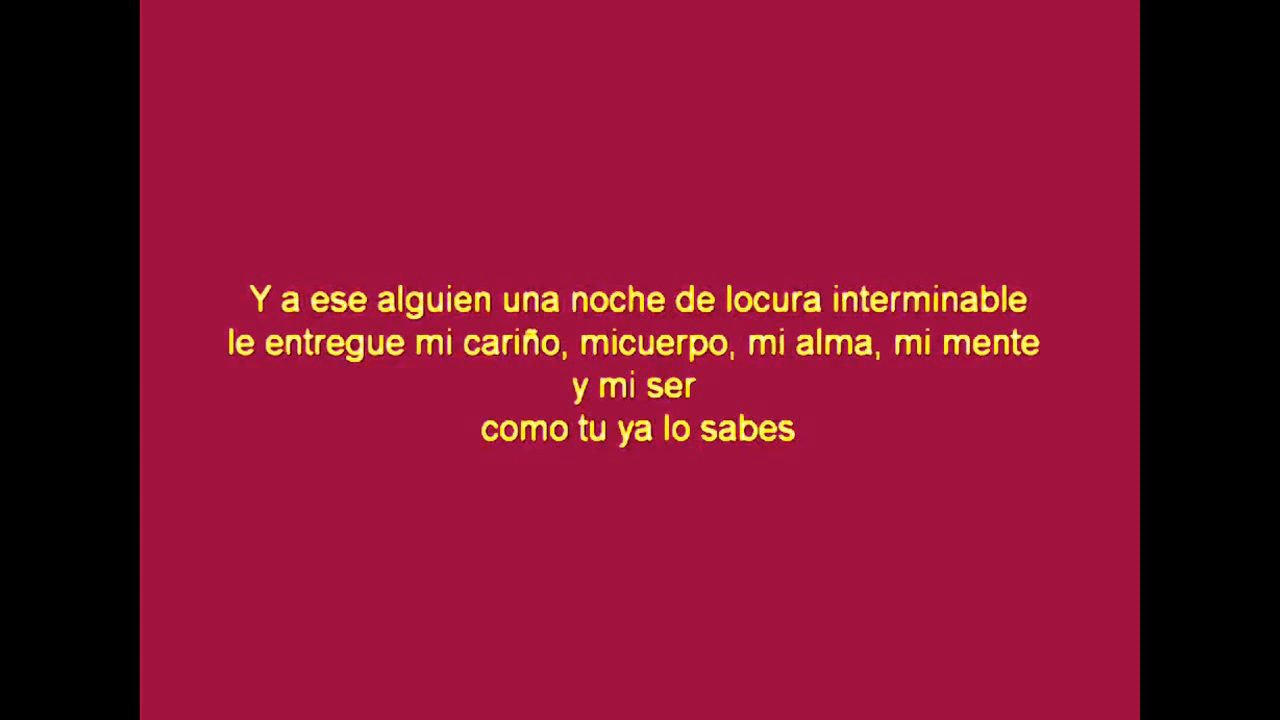 Y a ese alguien una noche de locura interminable
le entregue mi cariño, micuerpo, mi alma, mi mente
y mi ser
como tu ya lo sabes